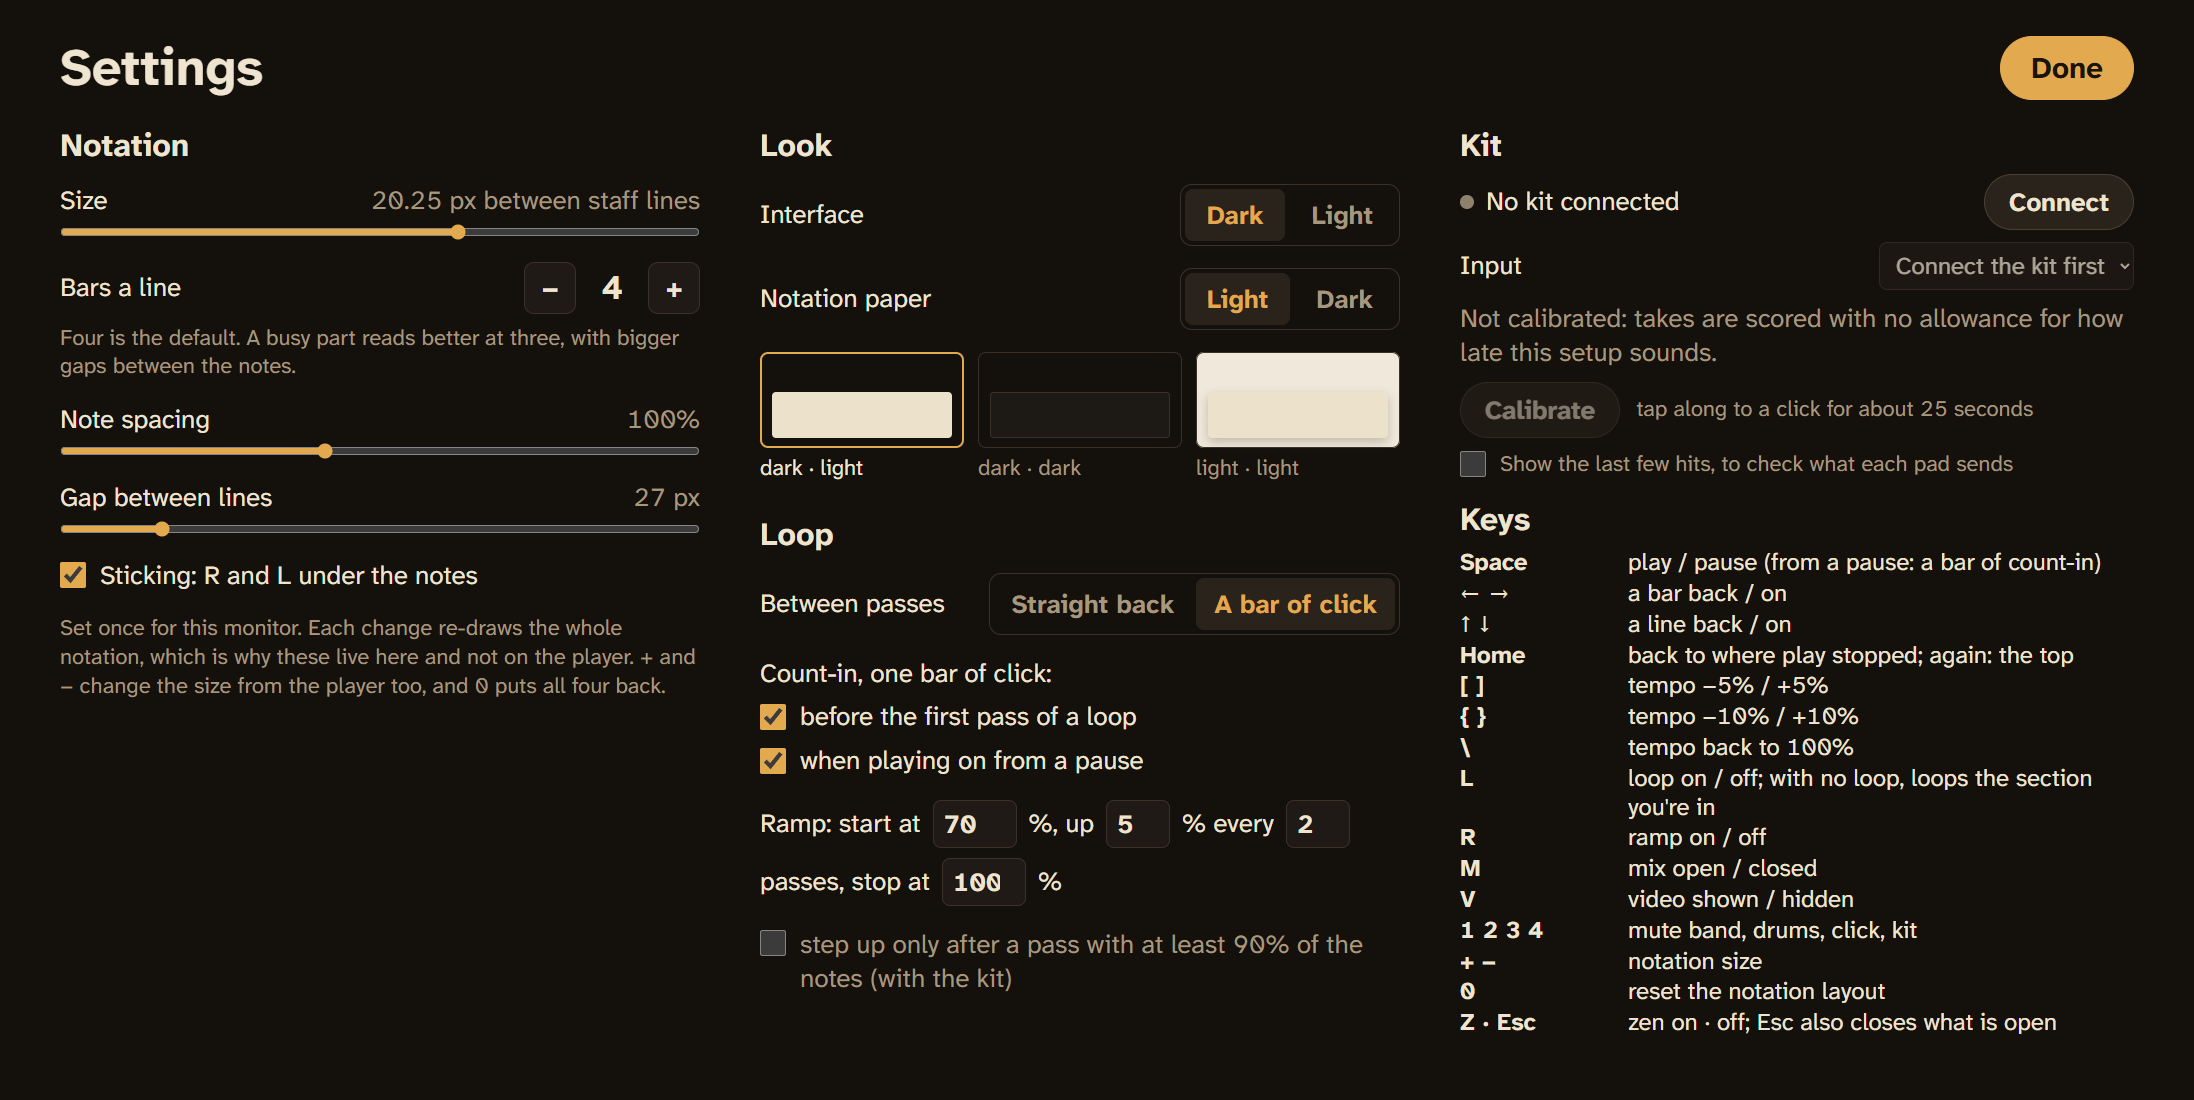 Settings
Done
Notation
Size 20.25 px between staff lines
Bars a line − 4 +
Four is the default. A busy part reads better at three, with bigger
gaps between the notes.
Note spacing 100%
Gap between lines 27 px
Sticking: R and L under the notes
Set once for this monitor. Each change re-draws the whole
notation, which is why these live here and not on the player. + and
− change the size from the player too, and 0 puts all four back.
Look
Interface Dark Light
Notation paper Light Dark
dark · light dark · dark light · light
Loop
Between passes Straight back A bar of click
Count-in, one bar of click:
before the first pass of a loop
when playing on from a pause
Ramp: start at 70 %, up 5 % every 2
passes, stop at 100 %
step up only after a pass with at least 90% of the
notes (with the kit)
Kit
No kit connected Connect
Input Connect the kit first
Not calibrated: takes are scored with no allowance for how
late this setup sounds.
Calibrate tap along to a click for about 25 seconds
Show the last few hits, to check what each pad sends
Keys
Space play / pause (from a pause: a bar of count-in)
← → a bar back / on
↑ ↓ a line back / on
Home back to where play stopped; again: the top
[ ] tempo −5% / +5%
{ } tempo −10% / +10%
\ tempo back to 100%
L loop on / off; with no loop, loops the section
you're in
R ramp on / off
M mix open / closed
V video shown / hidden
1 2 3 4 mute band, drums, click, kit
+ − notation size
0 reset the notation layout
Z · Esc zen on · off; Esc also closes what is open